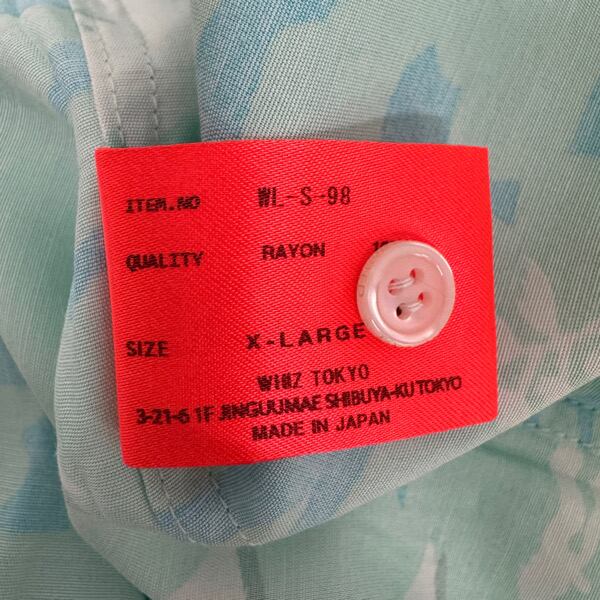 ITEM.NO WL-S-98
QUALITY RAYON
SIZE X-LARGE
WHIZ TOKYO
3-21-6 1F JINGUUMAE SHIBUYA-KU TOKYO
MADE IN JAPAN